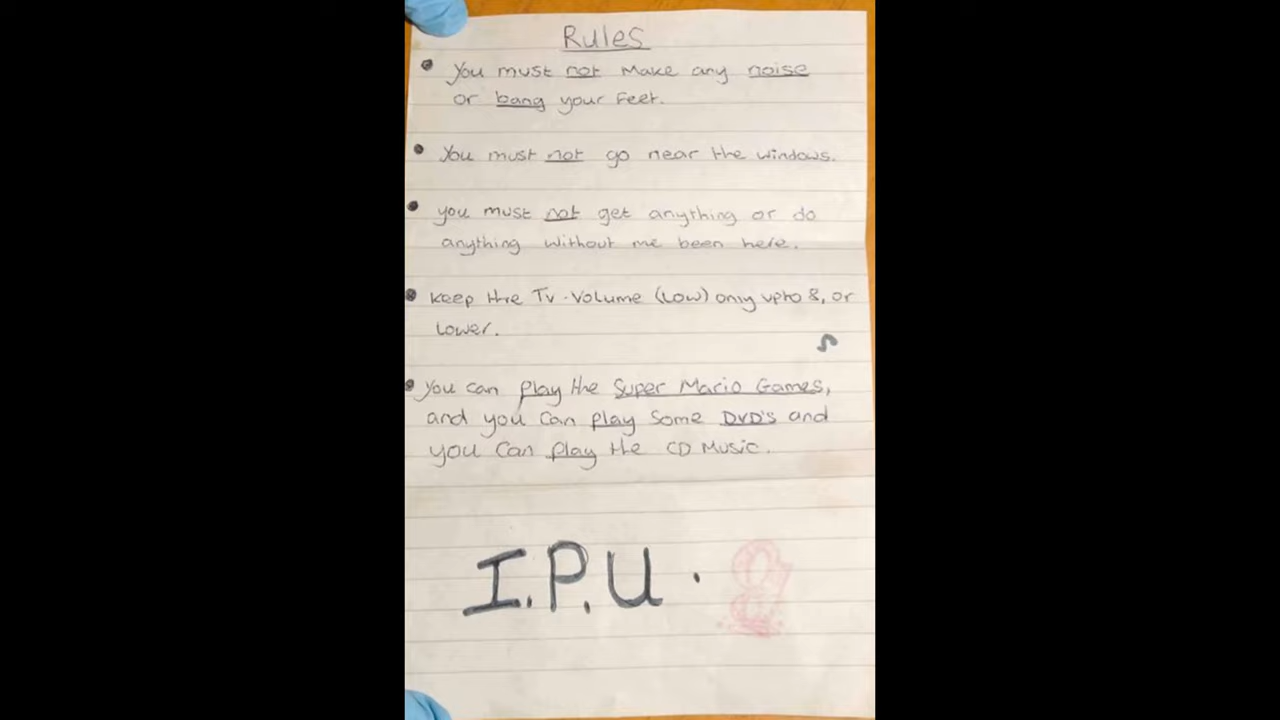 Rules
• You must not make any noise
or bang your feet.
• You must not go near the windows.
• you must not get anything or do
anything without me been here.
• keep the Tv. Volume (Low) only upto 8, or
Lower.
• You can play the Super Mario Games,
and you can play Some DVD's and
you can play the CD Music.
I.P.U.